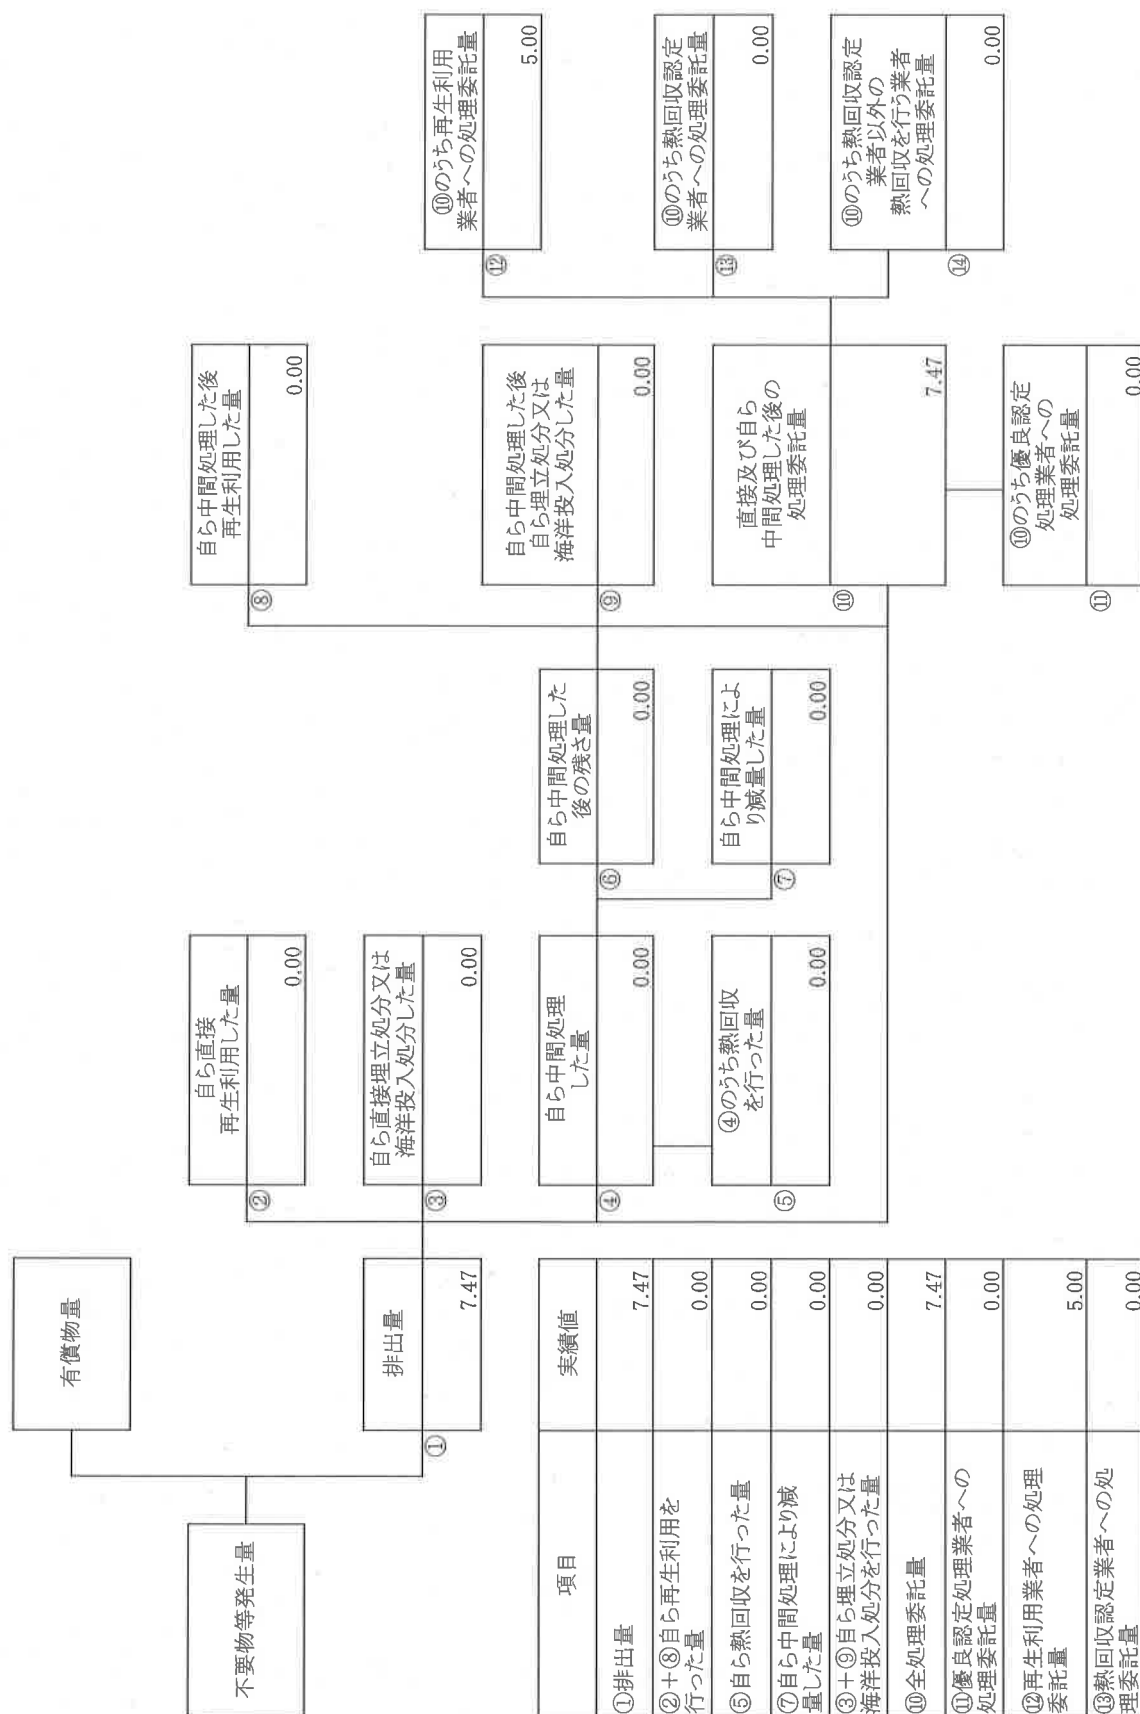 不要物等発生量
有償物量
①
排出量
7.47
②
自ら直接
再生利用した量
0.00
③
自ら直接埋立処分又は
海洋投入処分した量
0.00
④
自ら中間処理
した量
0.00
⑤
④のうち熱回収
を行った量
0.00
⑥
自ら中間処理した
後の残さ量
0.00
⑦
自ら中間処理によ
り減量した量
0.00
⑧
自ら中間処理した後
再生利用した量
0.00
⑨
自ら中間処理した後
自ら埋立処分又は
海洋投入処分した量
0.00
⑩
直接及び自ら
中間処理した後の
処理委託量
7.47
⑪
⑩のうち優良認定
処理業者への
処理委託量
0.00
⑫
⑩のうち再生利用
業者への処理委託量
5.00
⑬
⑩のうち熱回収認定
業者への処理委託量
0.00
⑭
⑩のうち熱回収認定
業者以外の
熱回収を行う業者
への処理委託量
0.00
項目 実績値
①排出量 7.47
②＋⑧自ら再生利用を
行った量 0.00
⑤自ら熱回収を行った量 0.00
⑦自ら中間処理により減
量した量 0.00
③＋⑨自ら埋立処分又は
海洋投入処分を行った量 0.00
⑩全処理委託量 7.47
⑪優良認定処理業者への
処理委託量 0.00
⑫再生利用業者への処理
委託量 5.00
⑬熱回収認定業者への処
理委託量 0.00